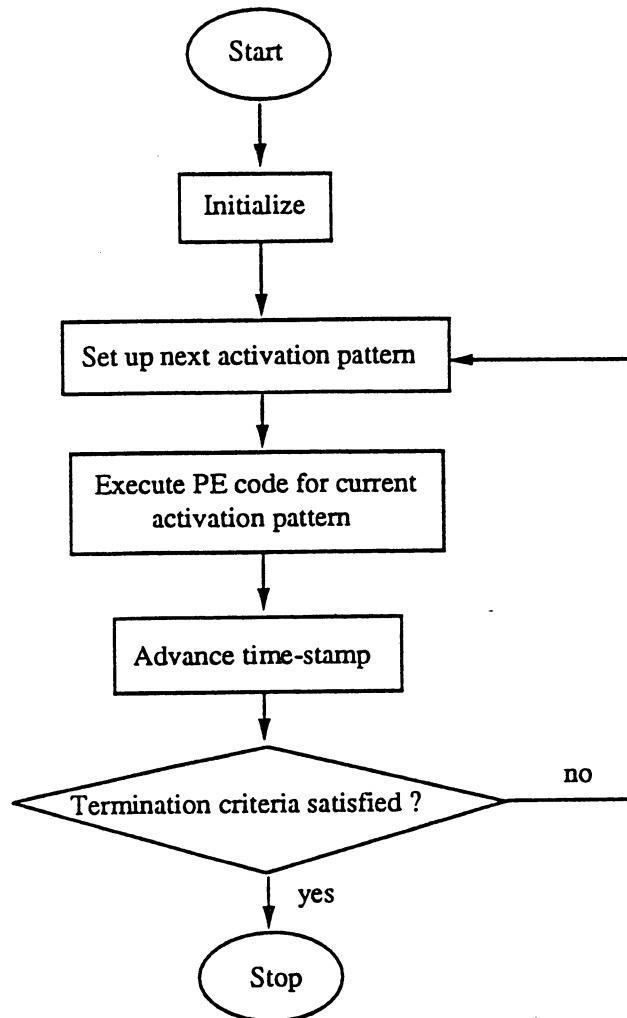 Start
Initialize
Set up next activation pattern
Execute PE code for current
activation pattern
Advance time-stamp
Termination criteria satisfied ?
no
yes
Stop